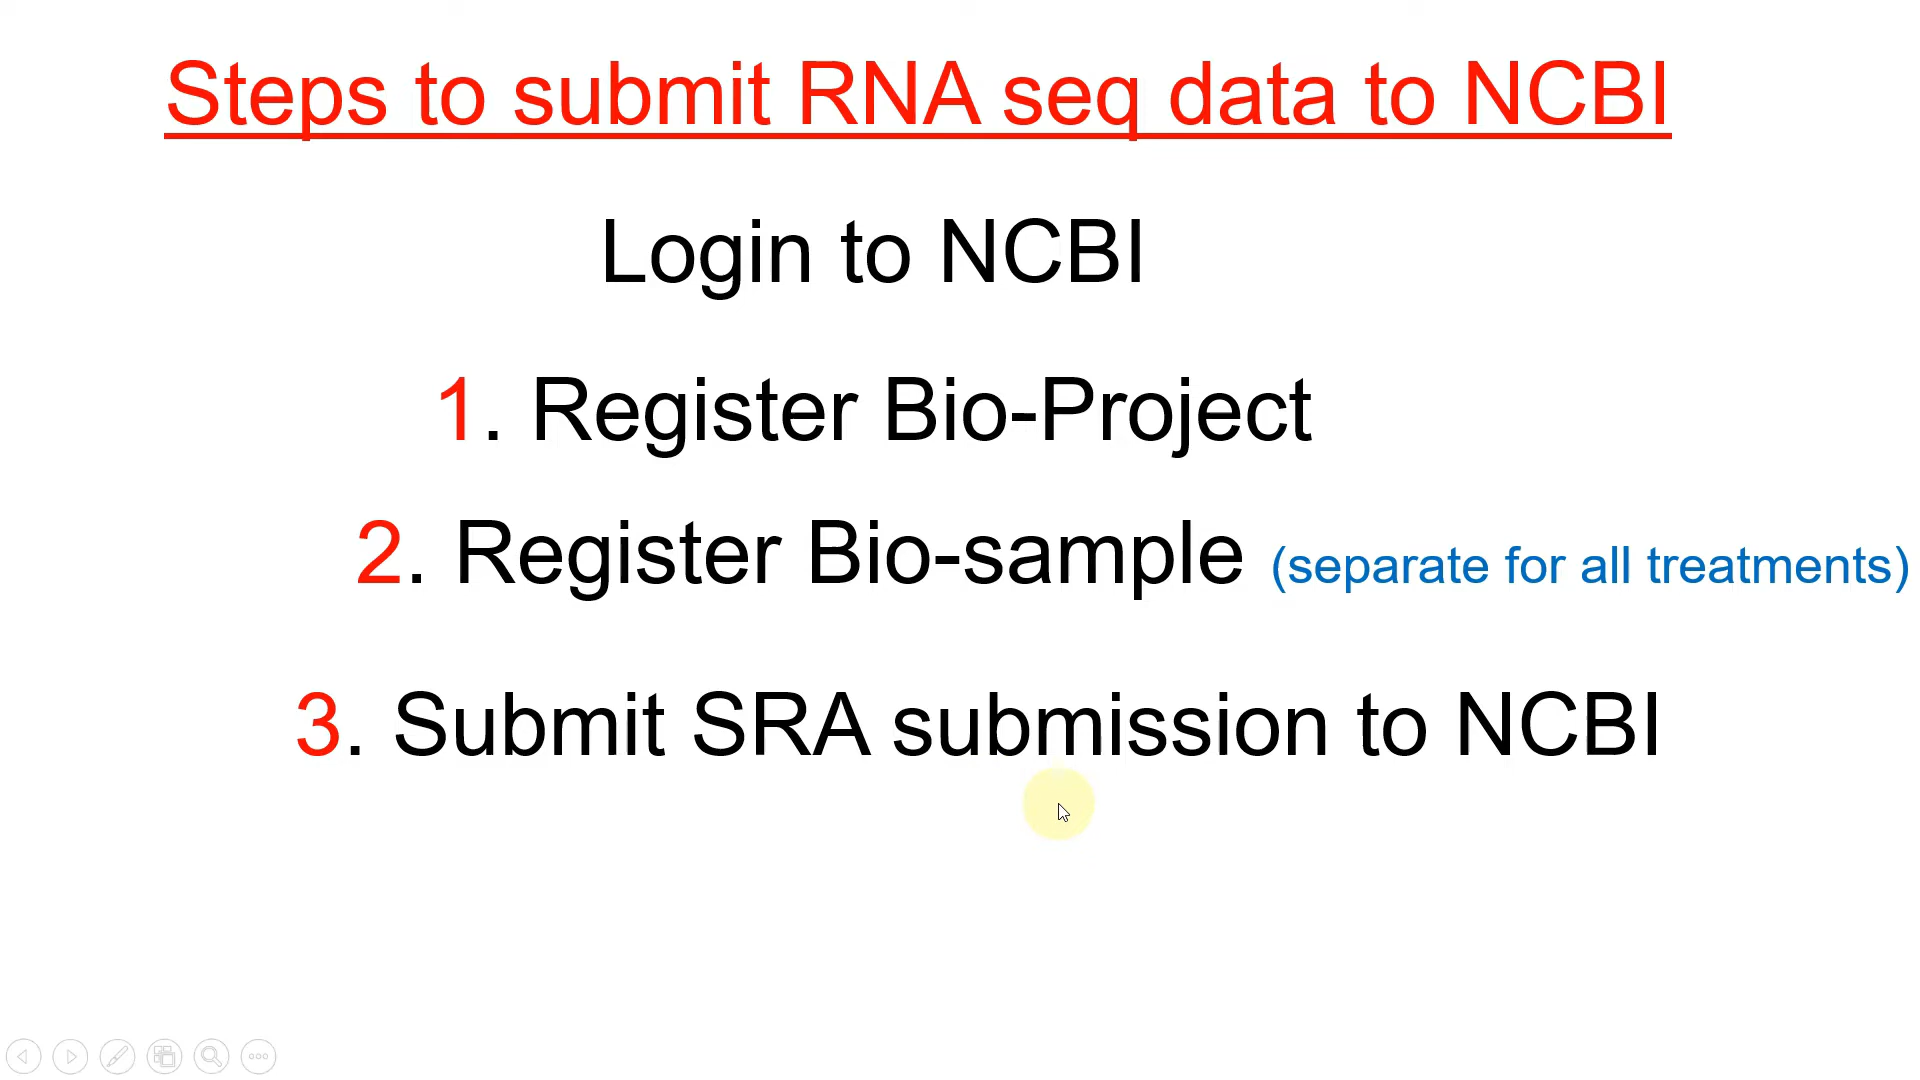 Steps to submit RNA seq data to NCBI
Login to NCBI
1. Register Bio-Project
2. Register Bio-sample (separate for all treatments)
3. Submit SRA submission to NCBI